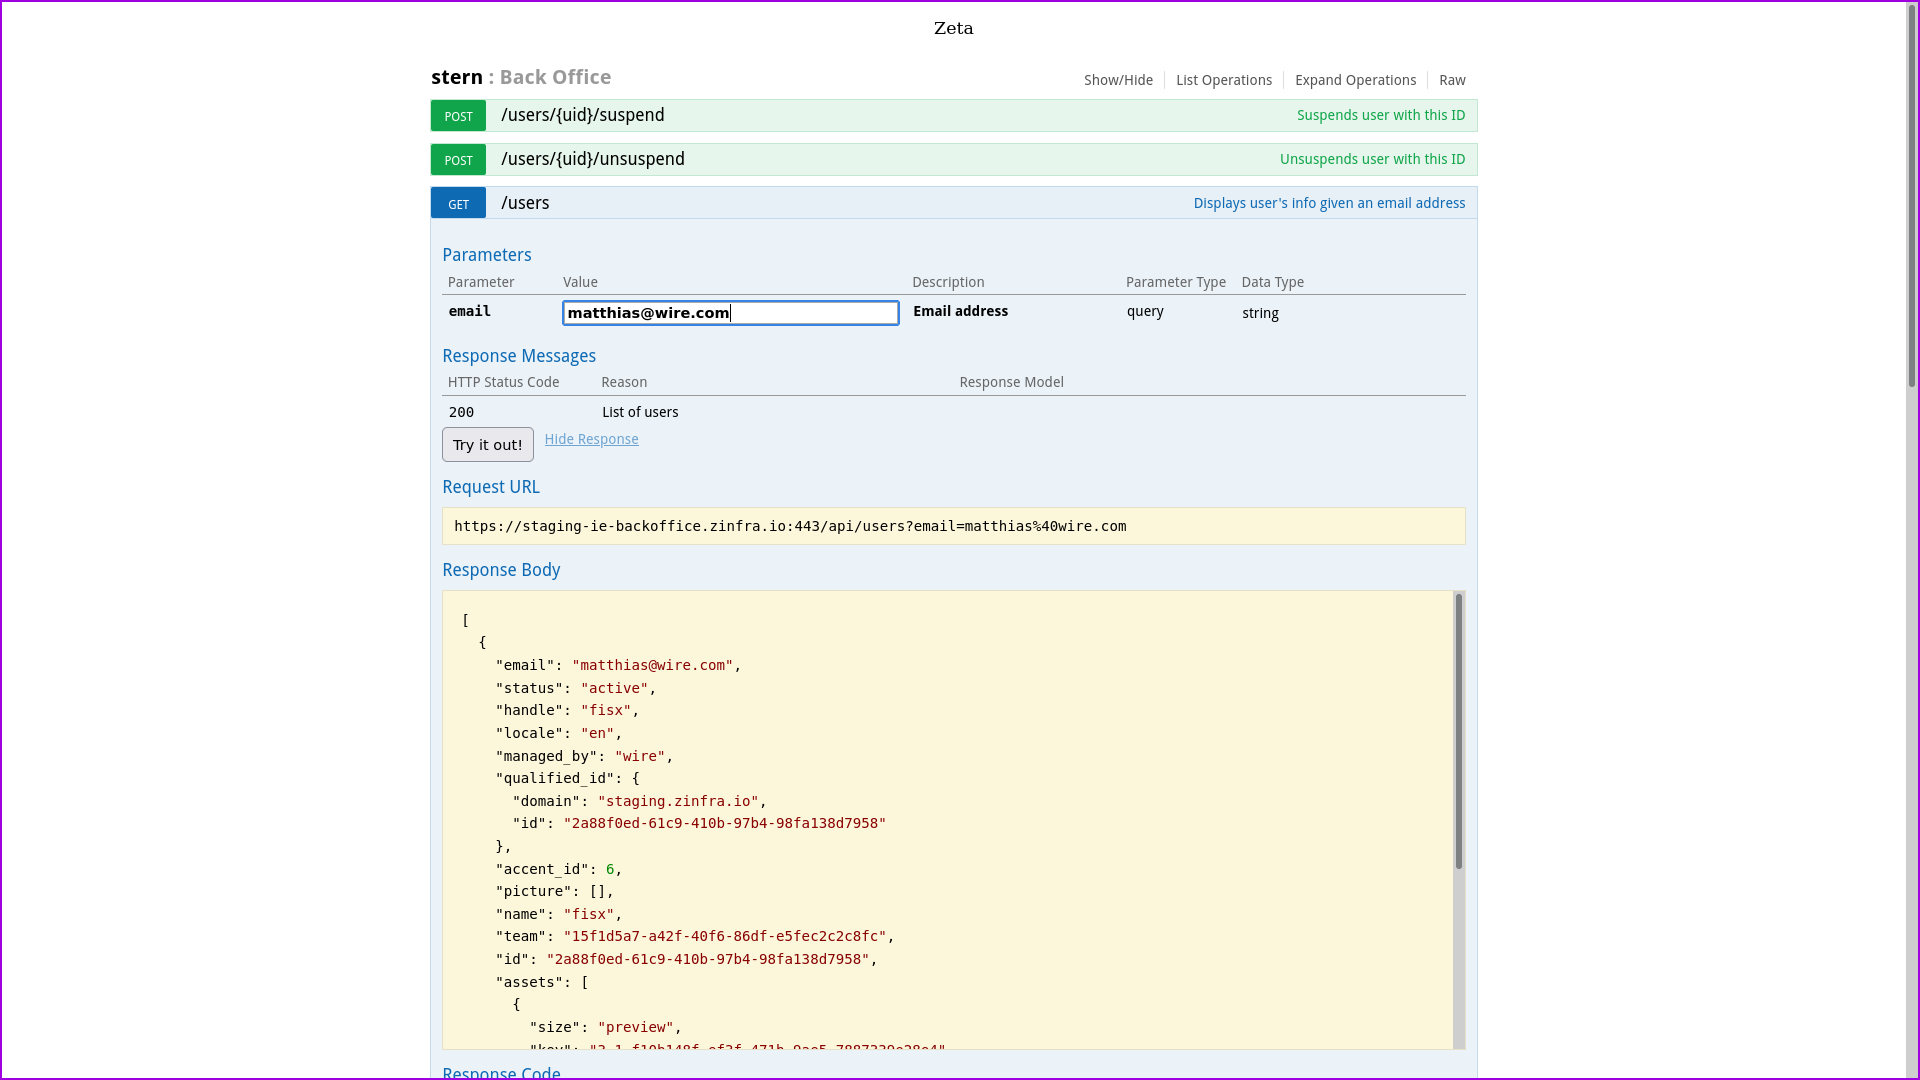 Zeta
stern : Back Office
Show/Hide
List Operations
Expand Operations
Raw
POST /users/{uid}/suspend Suspends user with this ID
POST /users/{uid}/unsuspend Unsuspends user with this ID
GET /users Displays user's info given an email address
Parameters
Parameter Value Description Parameter Type Data Type
email matthias@wire.com Email address query string
Response Messages
HTTP Status Code Reason Response Model
200 List of users
Try it out! Hide Response
Request URL
https://staging-ie-backoffice.zinfra.io:443/api/users?email=matthias%40wire.com
Response Body
[
{
"email": "matthias@wire.com",
"status": "active",
"handle": "fisx",
"locale": "en",
"managed_by": "wire",
"qualified_id": {
"domain": "staging.zinfra.io",
"id": "2a88f0ed-61c9-410b-97b4-98fa138d7958"
},
"accent_id": 6,
"picture": [],
"name": "fisx",
"team": "15f1d5a7-a42f-40f6-86df-e5fec2c2c8fc",
"id": "2a88f0ed-61c9-410b-97b4-98fa138d7958",
"assets": [
{
"size": "preview",
"key":
Response Code